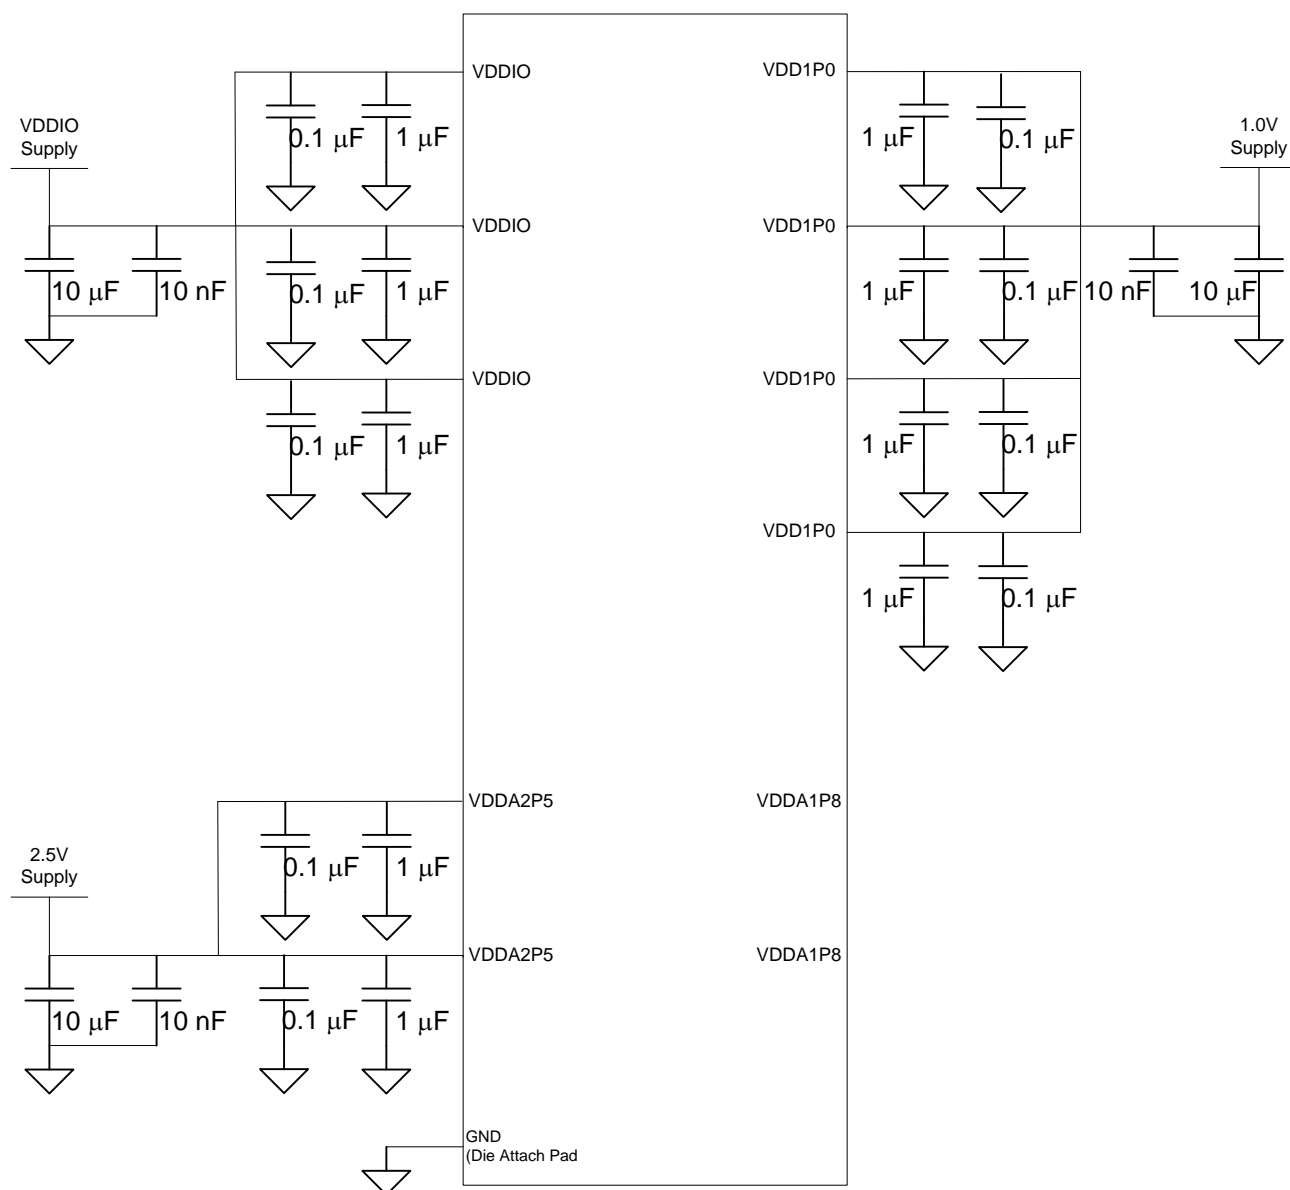 VDDIO
VDD1P0
0.1 μF
1 μF
1 μF
0.1 μF
VDDIO
Supply
1.0V
Supply
VDDIO
VDD1P0
10 μF
10 nF
0.1 μF
1 μF
1 μF
0.1 μF
10 nF
10 μF
VDDIO
VDD1P0
0.1 μF
1 μF
1 μF
0.1 μF
VDD1P0
1 μF
0.1 μF
VDDA2P5
VDDA1P8
0.1 μF
1 μF
2.5V
Supply
VDDA2P5
VDDA1P8
10 μF
10 nF
0.1 μF
1 μF
GND
(Die Attach Pad